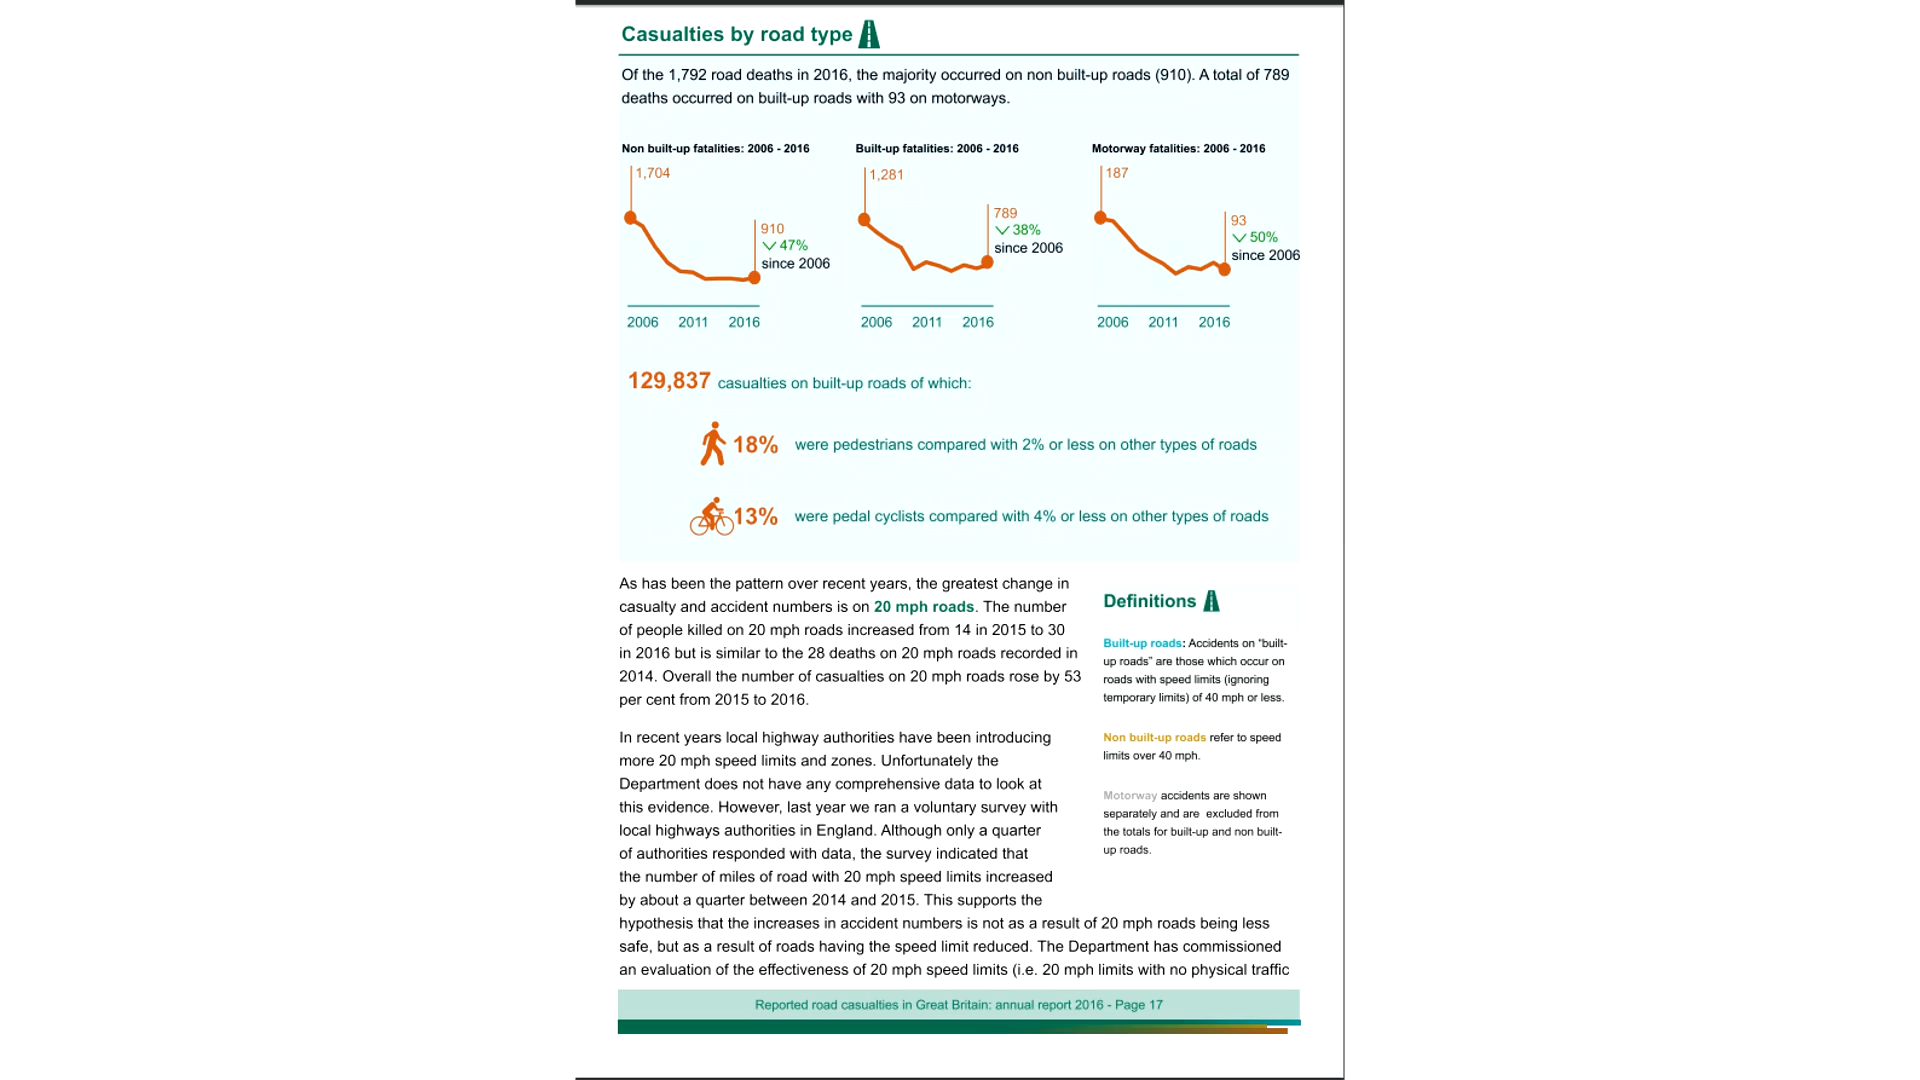 Casualties by road type
Of the 1,792 road deaths in 2016, the majority occurred on non built-up roads (910). A total of 789
deaths occurred on built-up roads with 93 on motorways.
Non built-up fatalities: 2006 - 2016
1,704
910
47%
since 2006
2006 2011 2016
Built-up fatalities: 2006 - 2016
1,281
789
38%
since 2006
2006 2011 2016
Motorway fatalities: 2006 - 2016
187
93
50%
since 2006
2006 2011 2016
129,837 casualties on built-up roads of which:
18% were pedestrians compared with 2% or less on other types of roads
13% were pedal cyclists compared with 4% or less on other types of roads
As has been the pattern over recent years, the greatest change in
casualty and accident numbers is on 20 mph roads. The number
of people killed on 20 mph roads increased from 14 in 2015 to 30
in 2016 but is similar to the 28 deaths on 20 mph roads recorded in
2014. Overall the number of casualties on 20 mph roads rose by 53
per cent from 2015 to 2016.
In recent years local highway authorities have been introducing
more 20 mph speed limits and zones. Unfortunately the
Department does not have any comprehensive data to look at
this evidence. However, last year we ran a voluntary survey with
local highways authorities in England. Although only a quarter
of authorities responded with data, the survey indicated that
the number of miles of road with 20 mph speed limits increased
by about a quarter between 2014 and 2015. This supports the
hypothesis that the increases in accident numbers is not as a result of 20 mph roads being less
safe, but as a result of roads having the speed limit reduced. The Department has commissioned
an evaluation of the effectiveness of 20 mph speed limits (i.e. 20 mph limits with no physical traffic
Definitions
Built-up roads: Accidents on “built-
up roads” are those which occur on
roads with speed limits (ignoring
temporary limits) of 40 mph or less.
Non built-up roads refer to speed
limits over 40 mph.
Motorway accidents are shown
separately and are excluded from
the totals for built-up and non built-
up roads.
Reported road casualties in Great Britain: annual report 2016 - Page 17